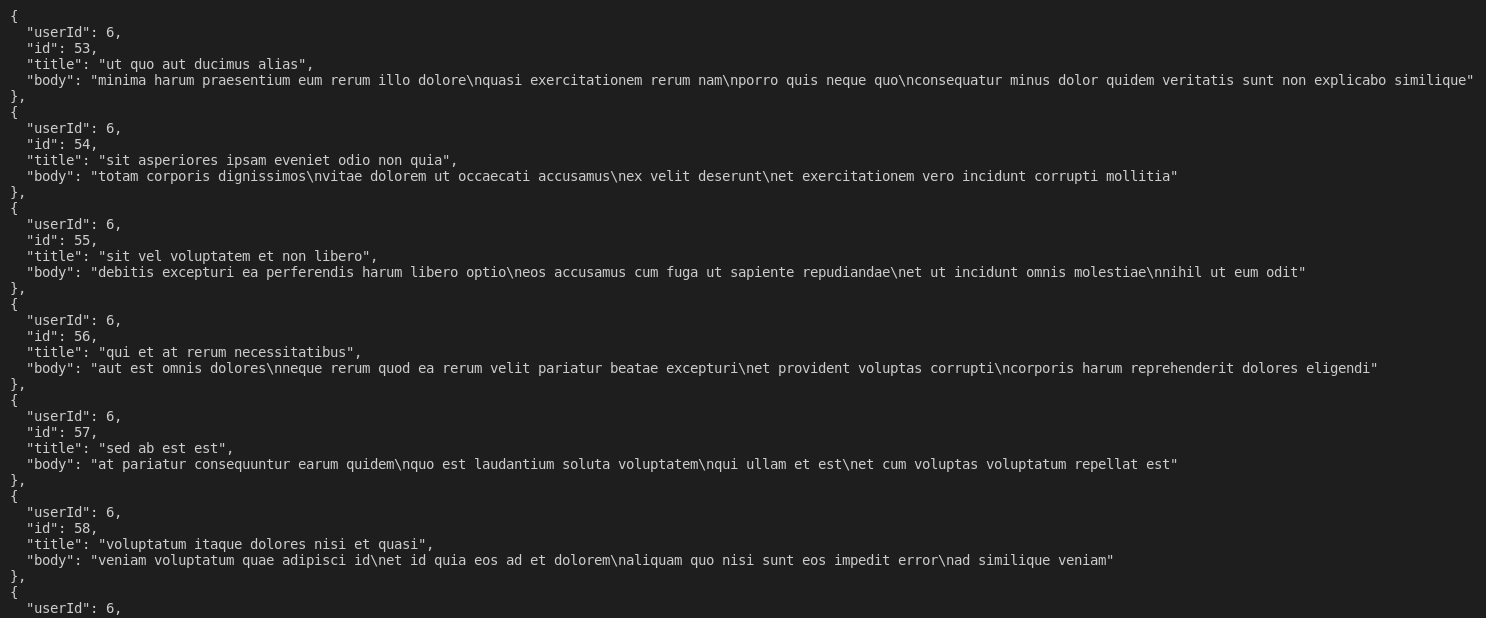 {
  "userId": 6,
  "id": 53,
  "title": "ut quo aut ducimus alias",
  "body": "minima harum praesentium eum rerum illo dolore\nquasi exercitationem rerum nam\nporro quis neque quo\nconsequatur minus dolor quidem veritatis sunt non explicabo similique"
},
{
  "userId": 6,
  "id": 54,
  "title": "sit asperiores ipsam eveniet odio non quia",
  "body": "totam corporis dignissimos\nvitae dolorem ut occaecati accusamus\nex velit deserunt\net exercitationem vero incidunt corrupti mollitia"
},
{
  "userId": 6,
  "id": 55,
  "title": "sit vel voluptatem et non libero",
  "body": "debitis excepturi ea perferendis harum libero optio\neos accusamus cum fuga ut sapiente repudiandae\net ut incidunt omnis molestiae\nnihil ut eum odit"
},
{
  "userId": 6,
  "id": 56,
  "title": "qui et at rerum necessitatibus",
  "body": "aut est omnis dolores\nneque rerum quod ea rerum velit pariatur beatae excepturi\net provident voluptas corrupti\ncorporis harum reprehenderit dolores eligendi"
},
{
  "userId": 6,
  "id": 57,
  "title": "sed ab est est",
  "body": "at pariatur consequuntur earum quidem\nquo est laudantium soluta voluptatem\nqui ullam et est\net cum voluptas voluptatum repellat est"
},
{
  "userId": 6,
  "id": 58,
  "title": "voluptatum itaque dolores nisi et quasi",
  "body": "veniam voluptatum quae adipisci id\net id quia eos ad et dolorem\naliquam quo nisi sunt eos impedit error\nad similique veniam"
},
{
  "userId": 6,